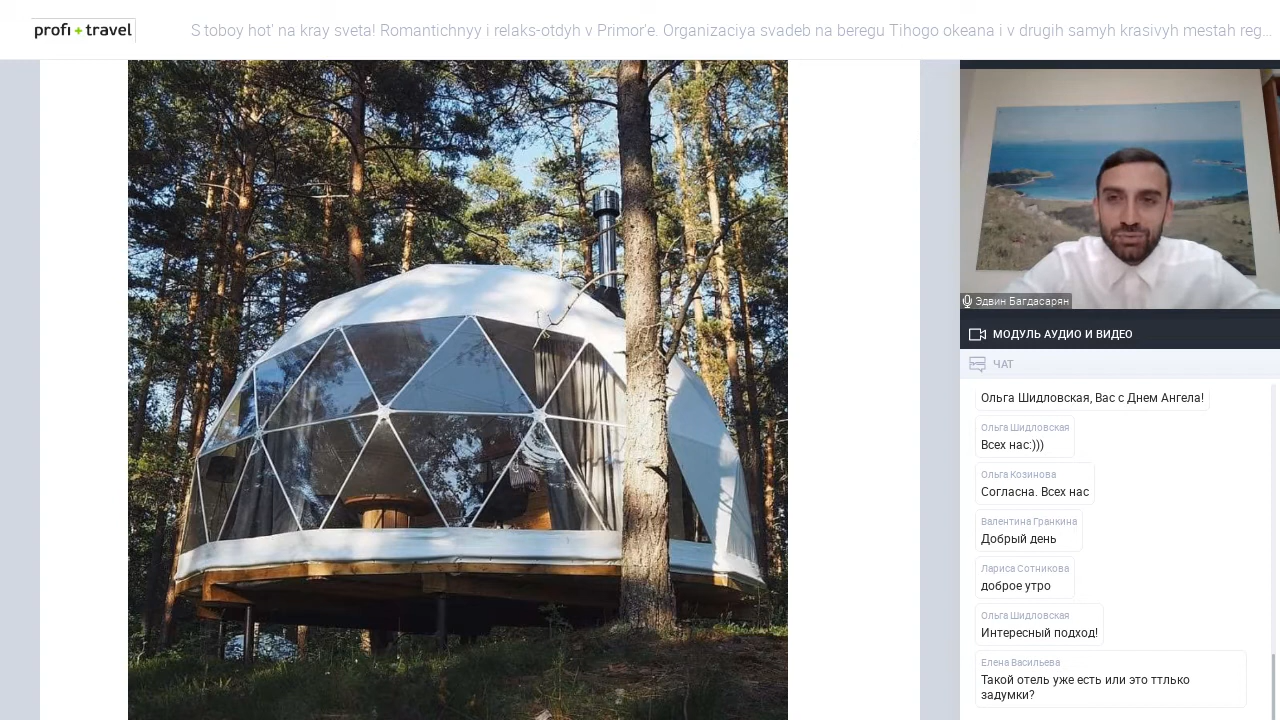 profi + travel
S toboy hot' na kray sveta! Romantichnyy i relaks-otdyh v Primor'e. Organizaciya svadeb na beregu Tihogo okeana i v drugih samyh krasivyh mestah reg...
Эдвин Багдасарян
МОДУЛЬ АУДИО И ВИДЕО
ЧАТ
Ольга Шидловская, Вас с Днем Ангела!
Ольга Шидловская
Всех нас:)))
Ольга Козинова
Согласна. Всех нас
Валентина Гранкина
Добрый день
Лариса Сотникова
доброе утро
Ольга Шидловская
Интересный подход!
Елена Васильева
Такой отель уже есть или это ттлько
задумки?